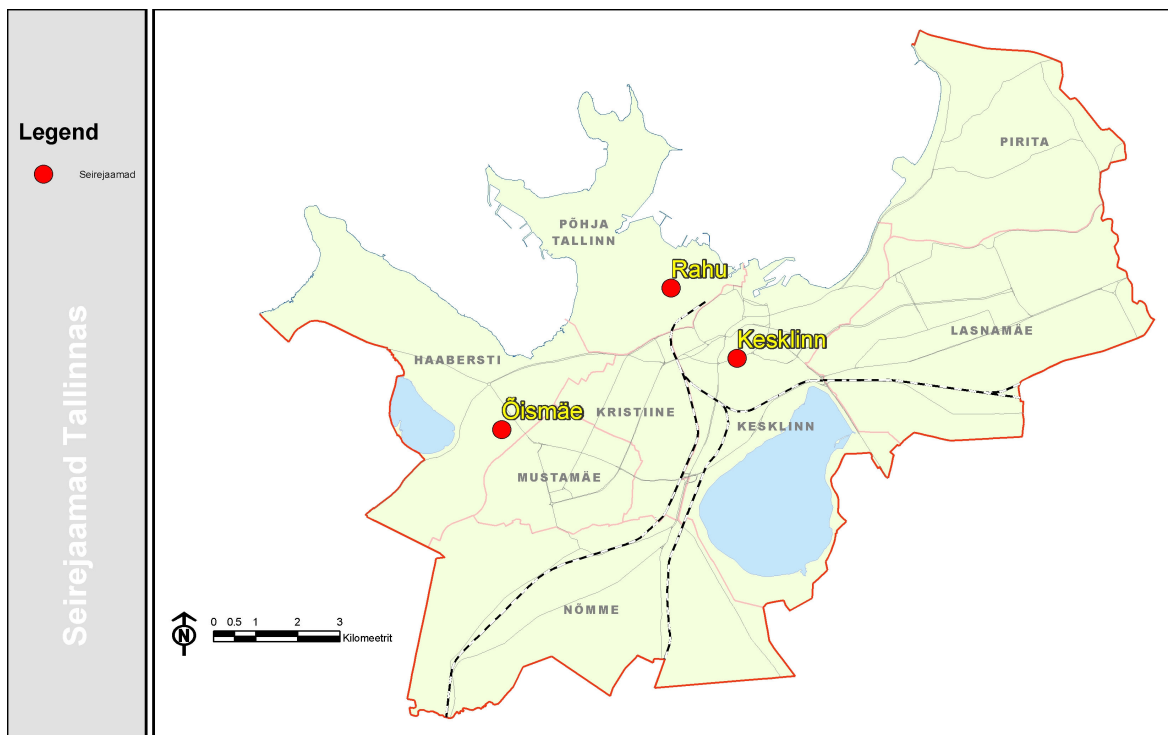 Legend
Seirejaamad
Seirejaamad Tallinnas
PIRITA
PÕHJA
TALLINN
Rahu
LASNAMÄE
Kesklinn
HAABERSTI
Õismäe
KRISTIINE
KESKLINN
MUSTAMÄE
NÕMME
0 0.5 1 2 3
Kilomeetrit
N